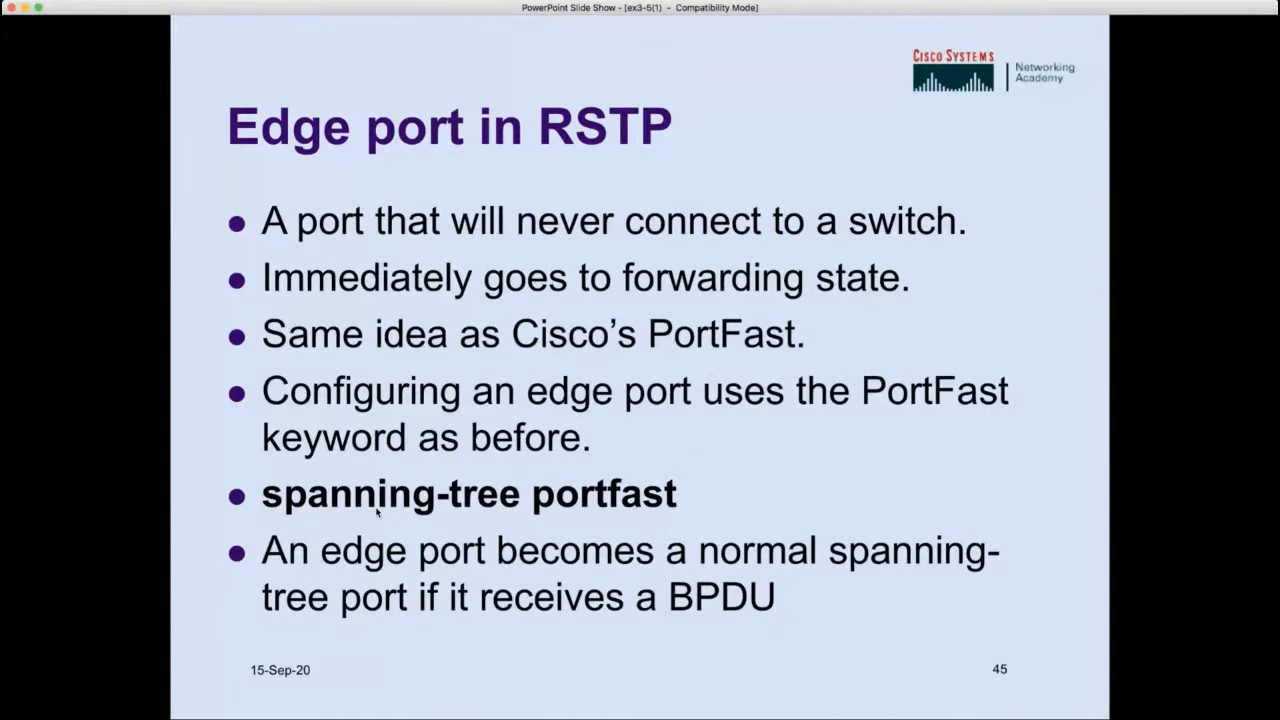 PowerPoint Slide Show - [ex3-5(1) - Compatibility Mode]
CISCO SYSTEMS
Networking
Academy
Edge port in RSTP
● A port that will never connect to a switch.
● Immediately goes to forwarding state.
● Same idea as Cisco’s PortFast.
● Configuring an edge port uses the PortFast
keyword as before.
● spanning-tree portfast
● An edge port becomes a normal spanning-
tree port if it receives a BPDU
15-Sep-20
45